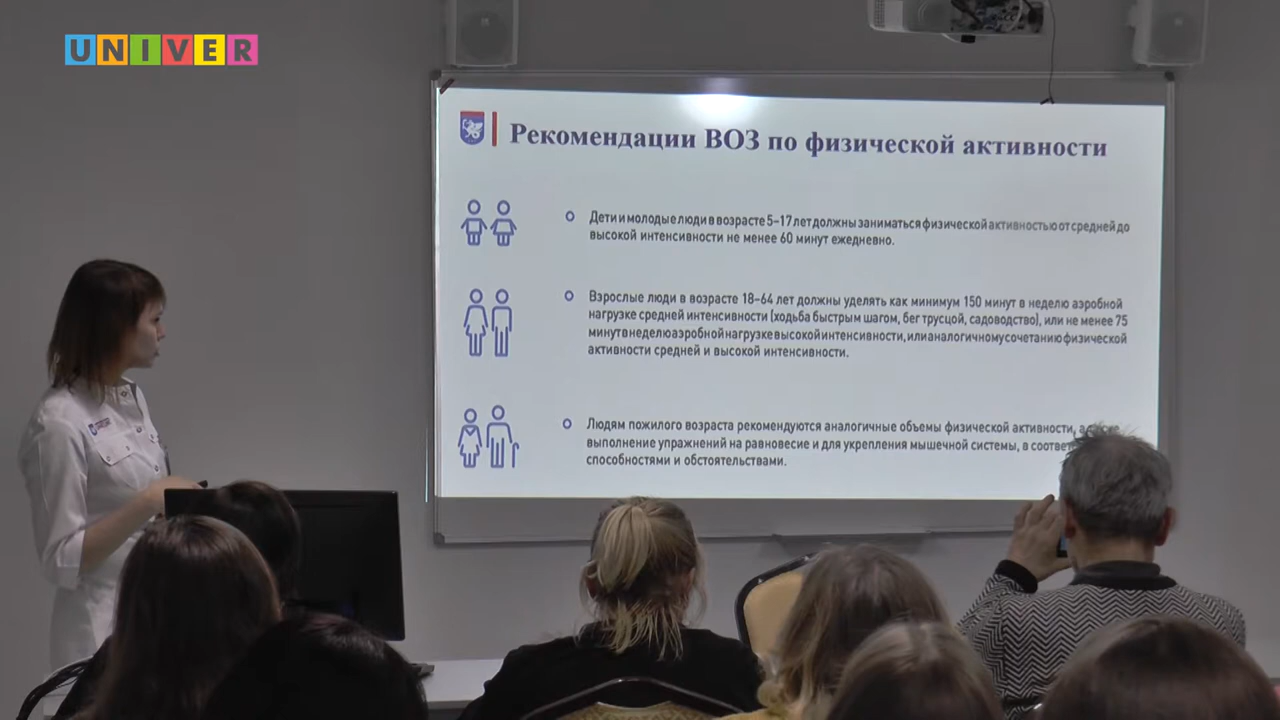 UNIVER
Рекомендации ВОЗ по физической активности
Дети и молодые люди в возрасте 5–17 лет должны заниматься физической активностью от средней до
высокой интенсивности не менее 60 минут ежедневно.
Взрослые люди в возрасте 18–64 лет должны уделять как минимум 150 минут в неделю аэробной
нагрузке средней интенсивности (ходьба быстрым шагом, бег трусцой, садоводство), или не менее 75
минут в неделю аэробной нагрузке высокой интенсивности, или аналогичному сочетанию физической
активности средней и высокой интенсивности.
Людям пожилого возраста рекомендуются аналогичные объемы физической активности,
выполнение упражнений на равновесие и для укрепления мышечной системы, в
способностями и обстоятельствами.